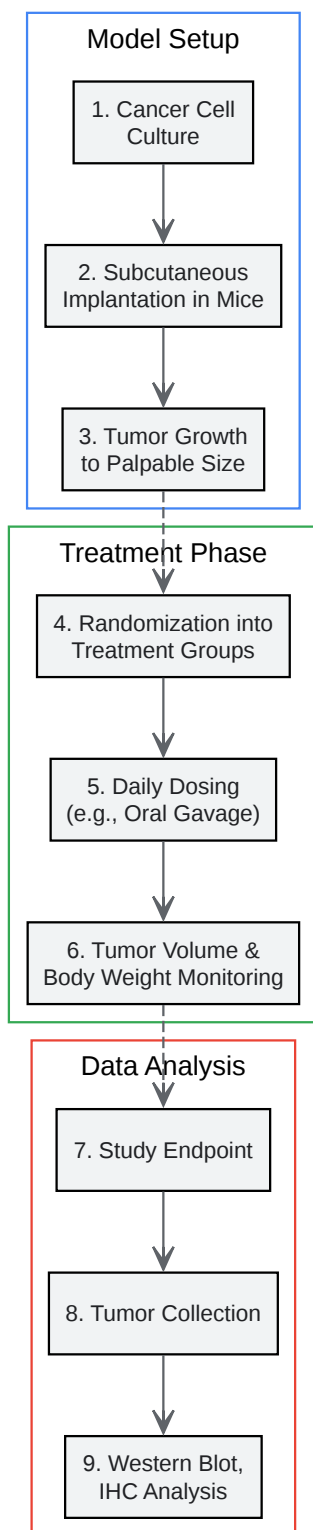 Model Setup
1. Cancer Cell
Culture
2. Subcutaneous
Implantation in Mice
3. Tumor Growth
to Palpable Size
Treatment Phase
4. Randomization into
Treatment Groups
5. Daily Dosing
(e.g., Oral Gavage)
6. Tumor Volume &
Body Weight Monitoring
Data Analysis
7. Study Endpoint
8. Tumor Collection
9. Western Blot,
IHC Analysis